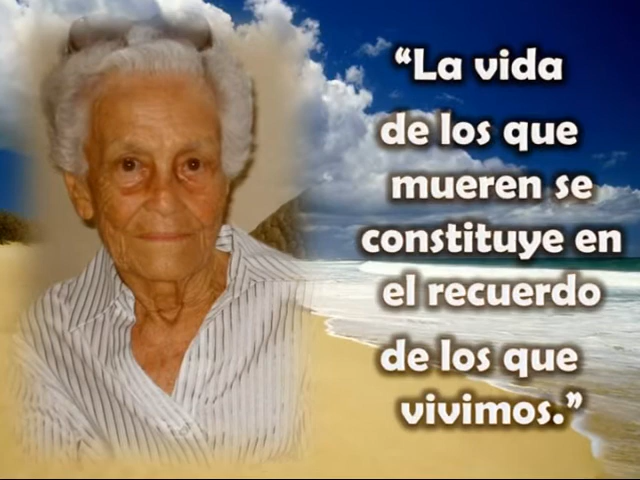 “La vida
de los que
mueren se
constituye en
el recuerdo
de los que
vivimos.”